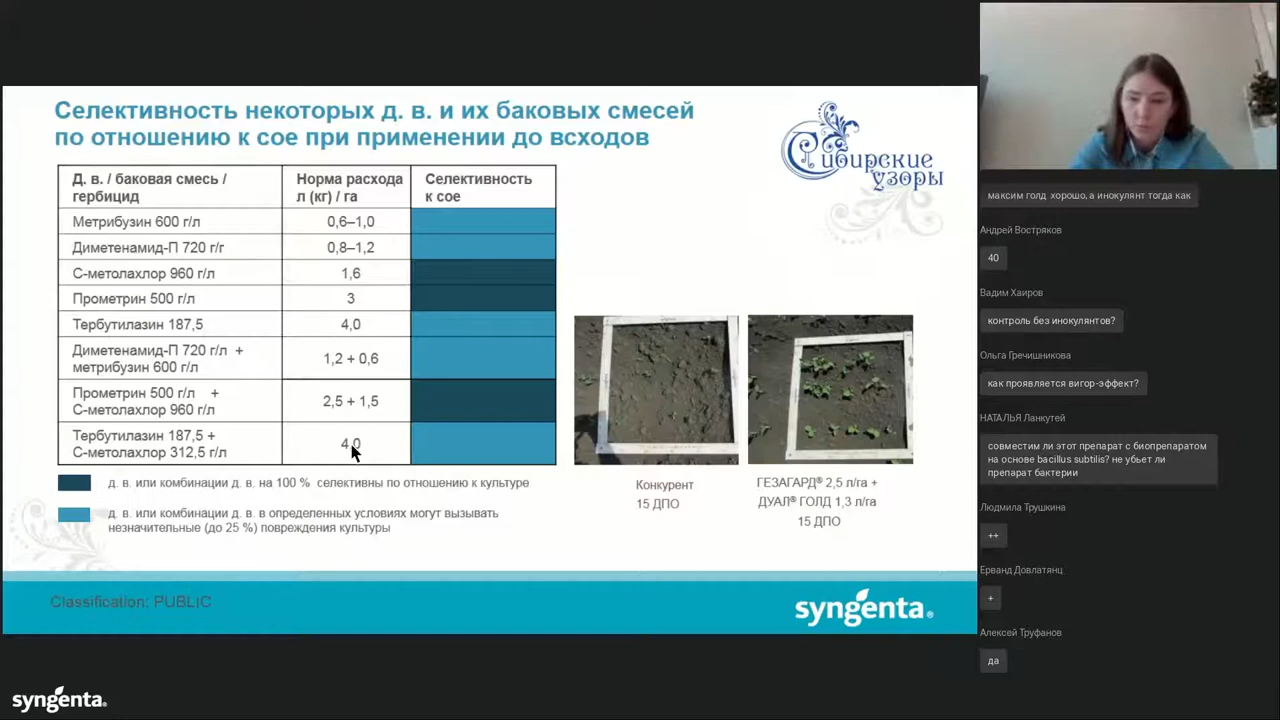 Селективность некоторых д. в. и их баковых смесей
по отношению к сое при применении до всходов
Сибирские
узоры
Д. в. / баковая смесь /
гербицид
Норма расхода
л (кг) / га
Селективность
к сое
Метрибузин 600 г/л
0,6–1,0
Диметенамид-П 720 г/г
0,8–1,2
С-метолахлор 960 г/л
1,6
Прометрин 500 г/л
3
Тербутилазин 187,5
4,0
Диметенамид-П 720 г/л +
метрибузин 600 г/л
1,2 + 0,6
Прометрин 500 г/л +
С-метолахлор 960 г/л
2,5 + 1,5
Тербутилазин 187,5 +
С-метолахлор 312,5 г/л
4,0
д. в. или комбинации д. в. на 100 % селективны по отношению к культуре
д. в. или комбинации д. в. в определенных условиях могут вызывать
незначительные (до 25 %) повреждения культуры
Конкурент
15 ДПО
ГЕЗАГАРД® 2,5 л/га +
ДУАЛ® ГОЛД 1,3 л/га
15 ДПО
Classification: PUBLIC
syngenta®
syngenta.
максим голд хорошо, а инокулянт тогда как
Андрей Востряков
40
Вадим Хаиров
контроль без инокулянтов?
Ольга Гречишникова
как проявляется вигор-эффект?
НАТАЛЬЯ Ланкутей
совместим ли этот препарат с биопрепаратом
на основе bacillus subtilis? не убьет ли
препарат бактерии
Людмила Трушкина
++
Ерванд Довлатянц
+
Алексей Труфанов
да